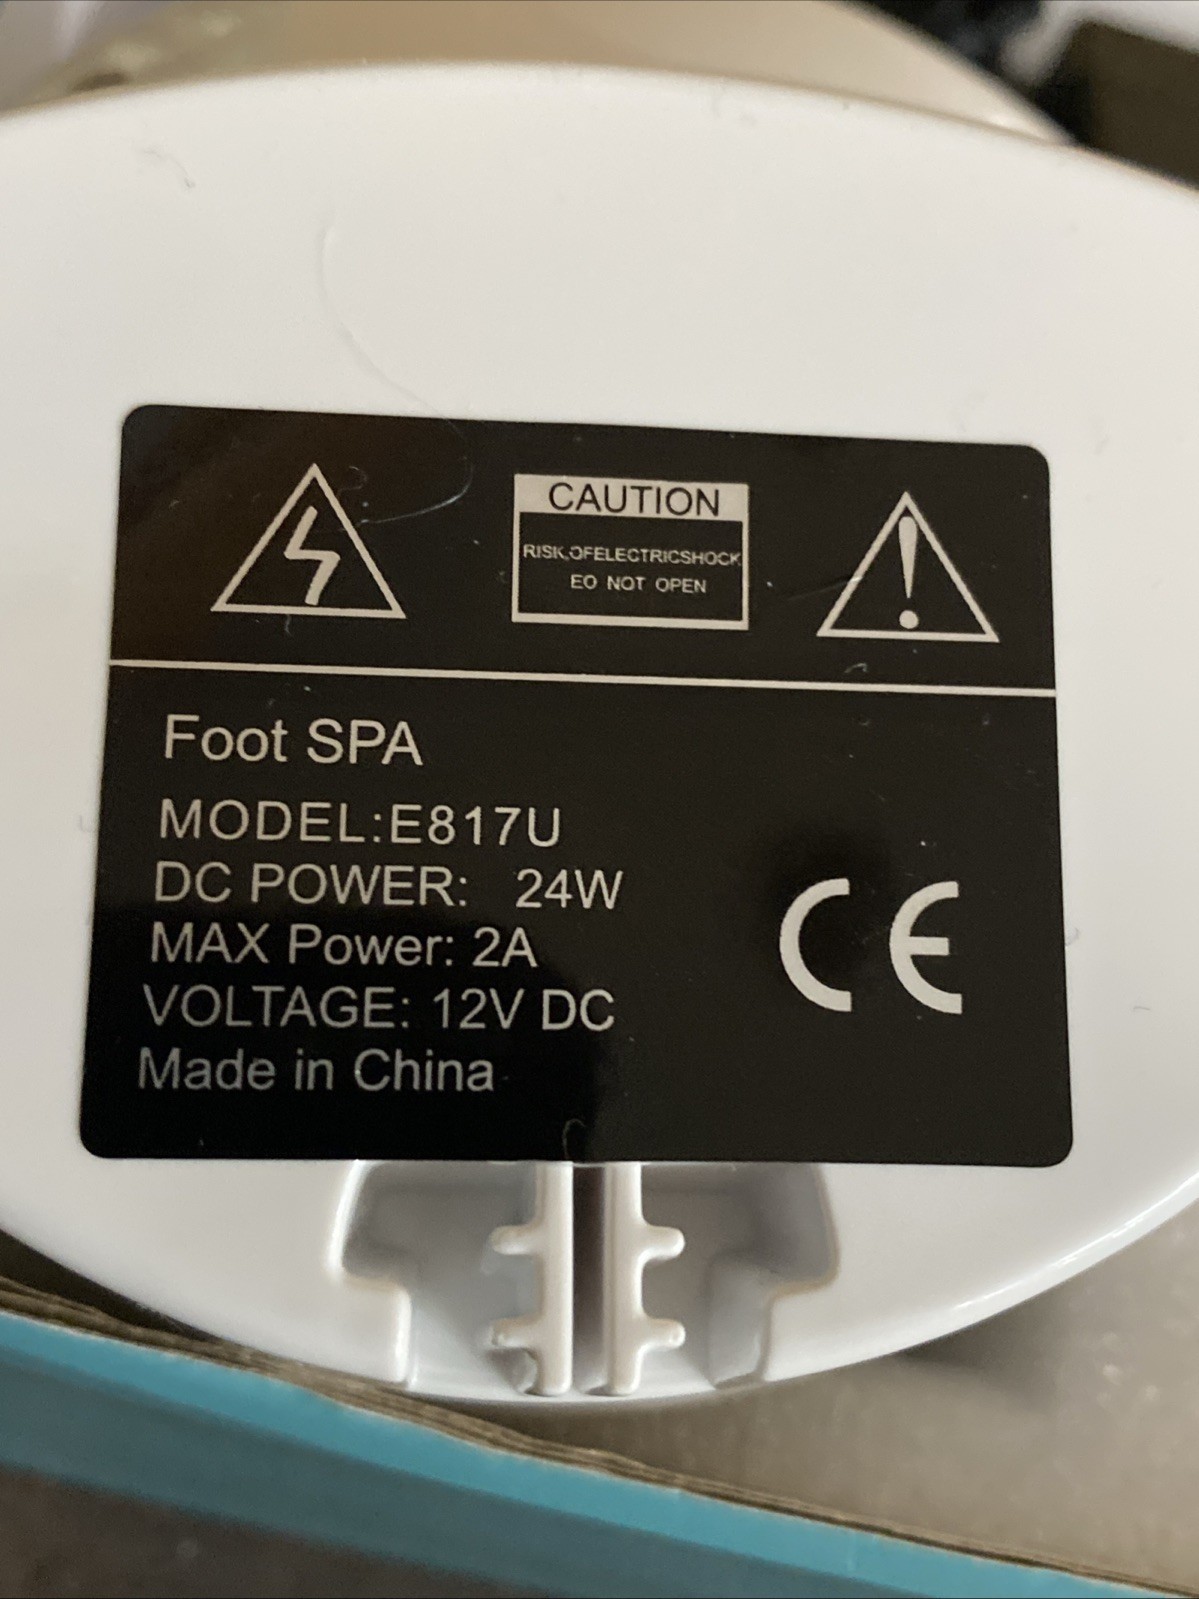 CAUTION
RISK.OFELECTRICSHOCK
EO NOT OPEN
Foot SPA
MODEL:E817U
DC POWER: 24W
MAX Power: 2A
VOLTAGE: 12V DC
Made in China
CE